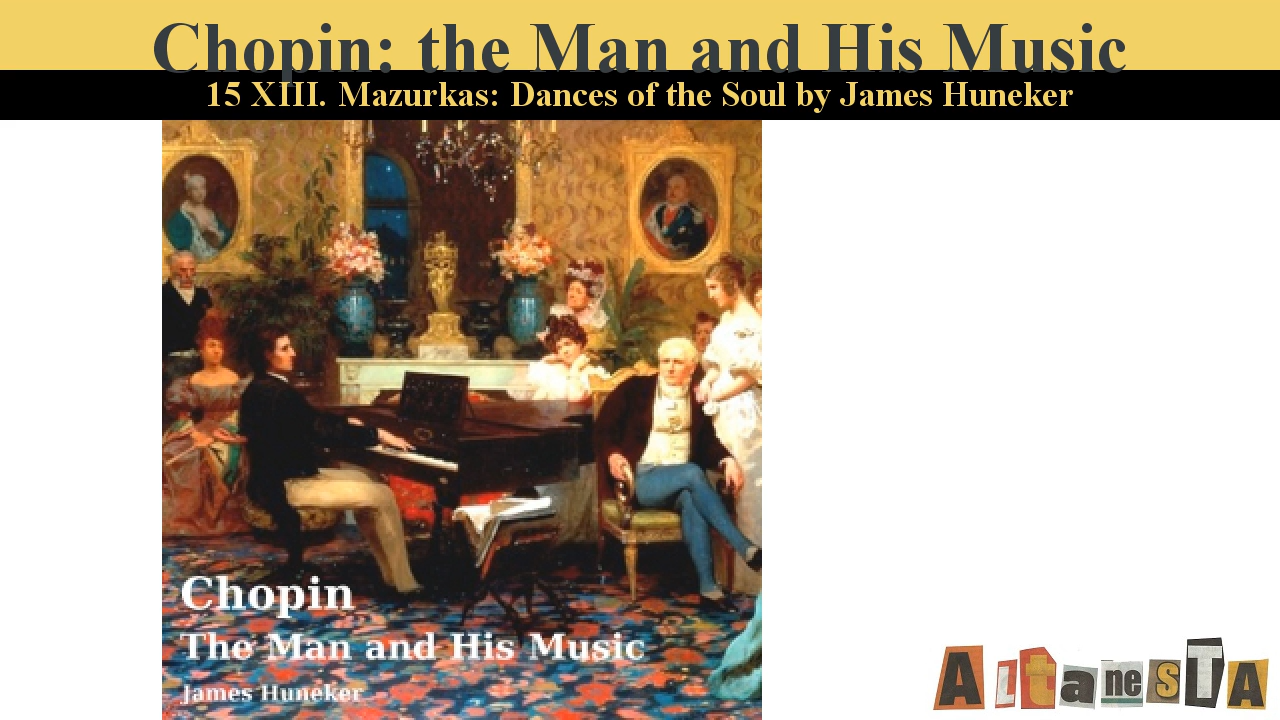 Chopin: the Man and His Music
15 XIII. Mazurkas: Dances of the Soul by James Huneker
Chopin
The Man and His Music
James Huneker
AltanesTA